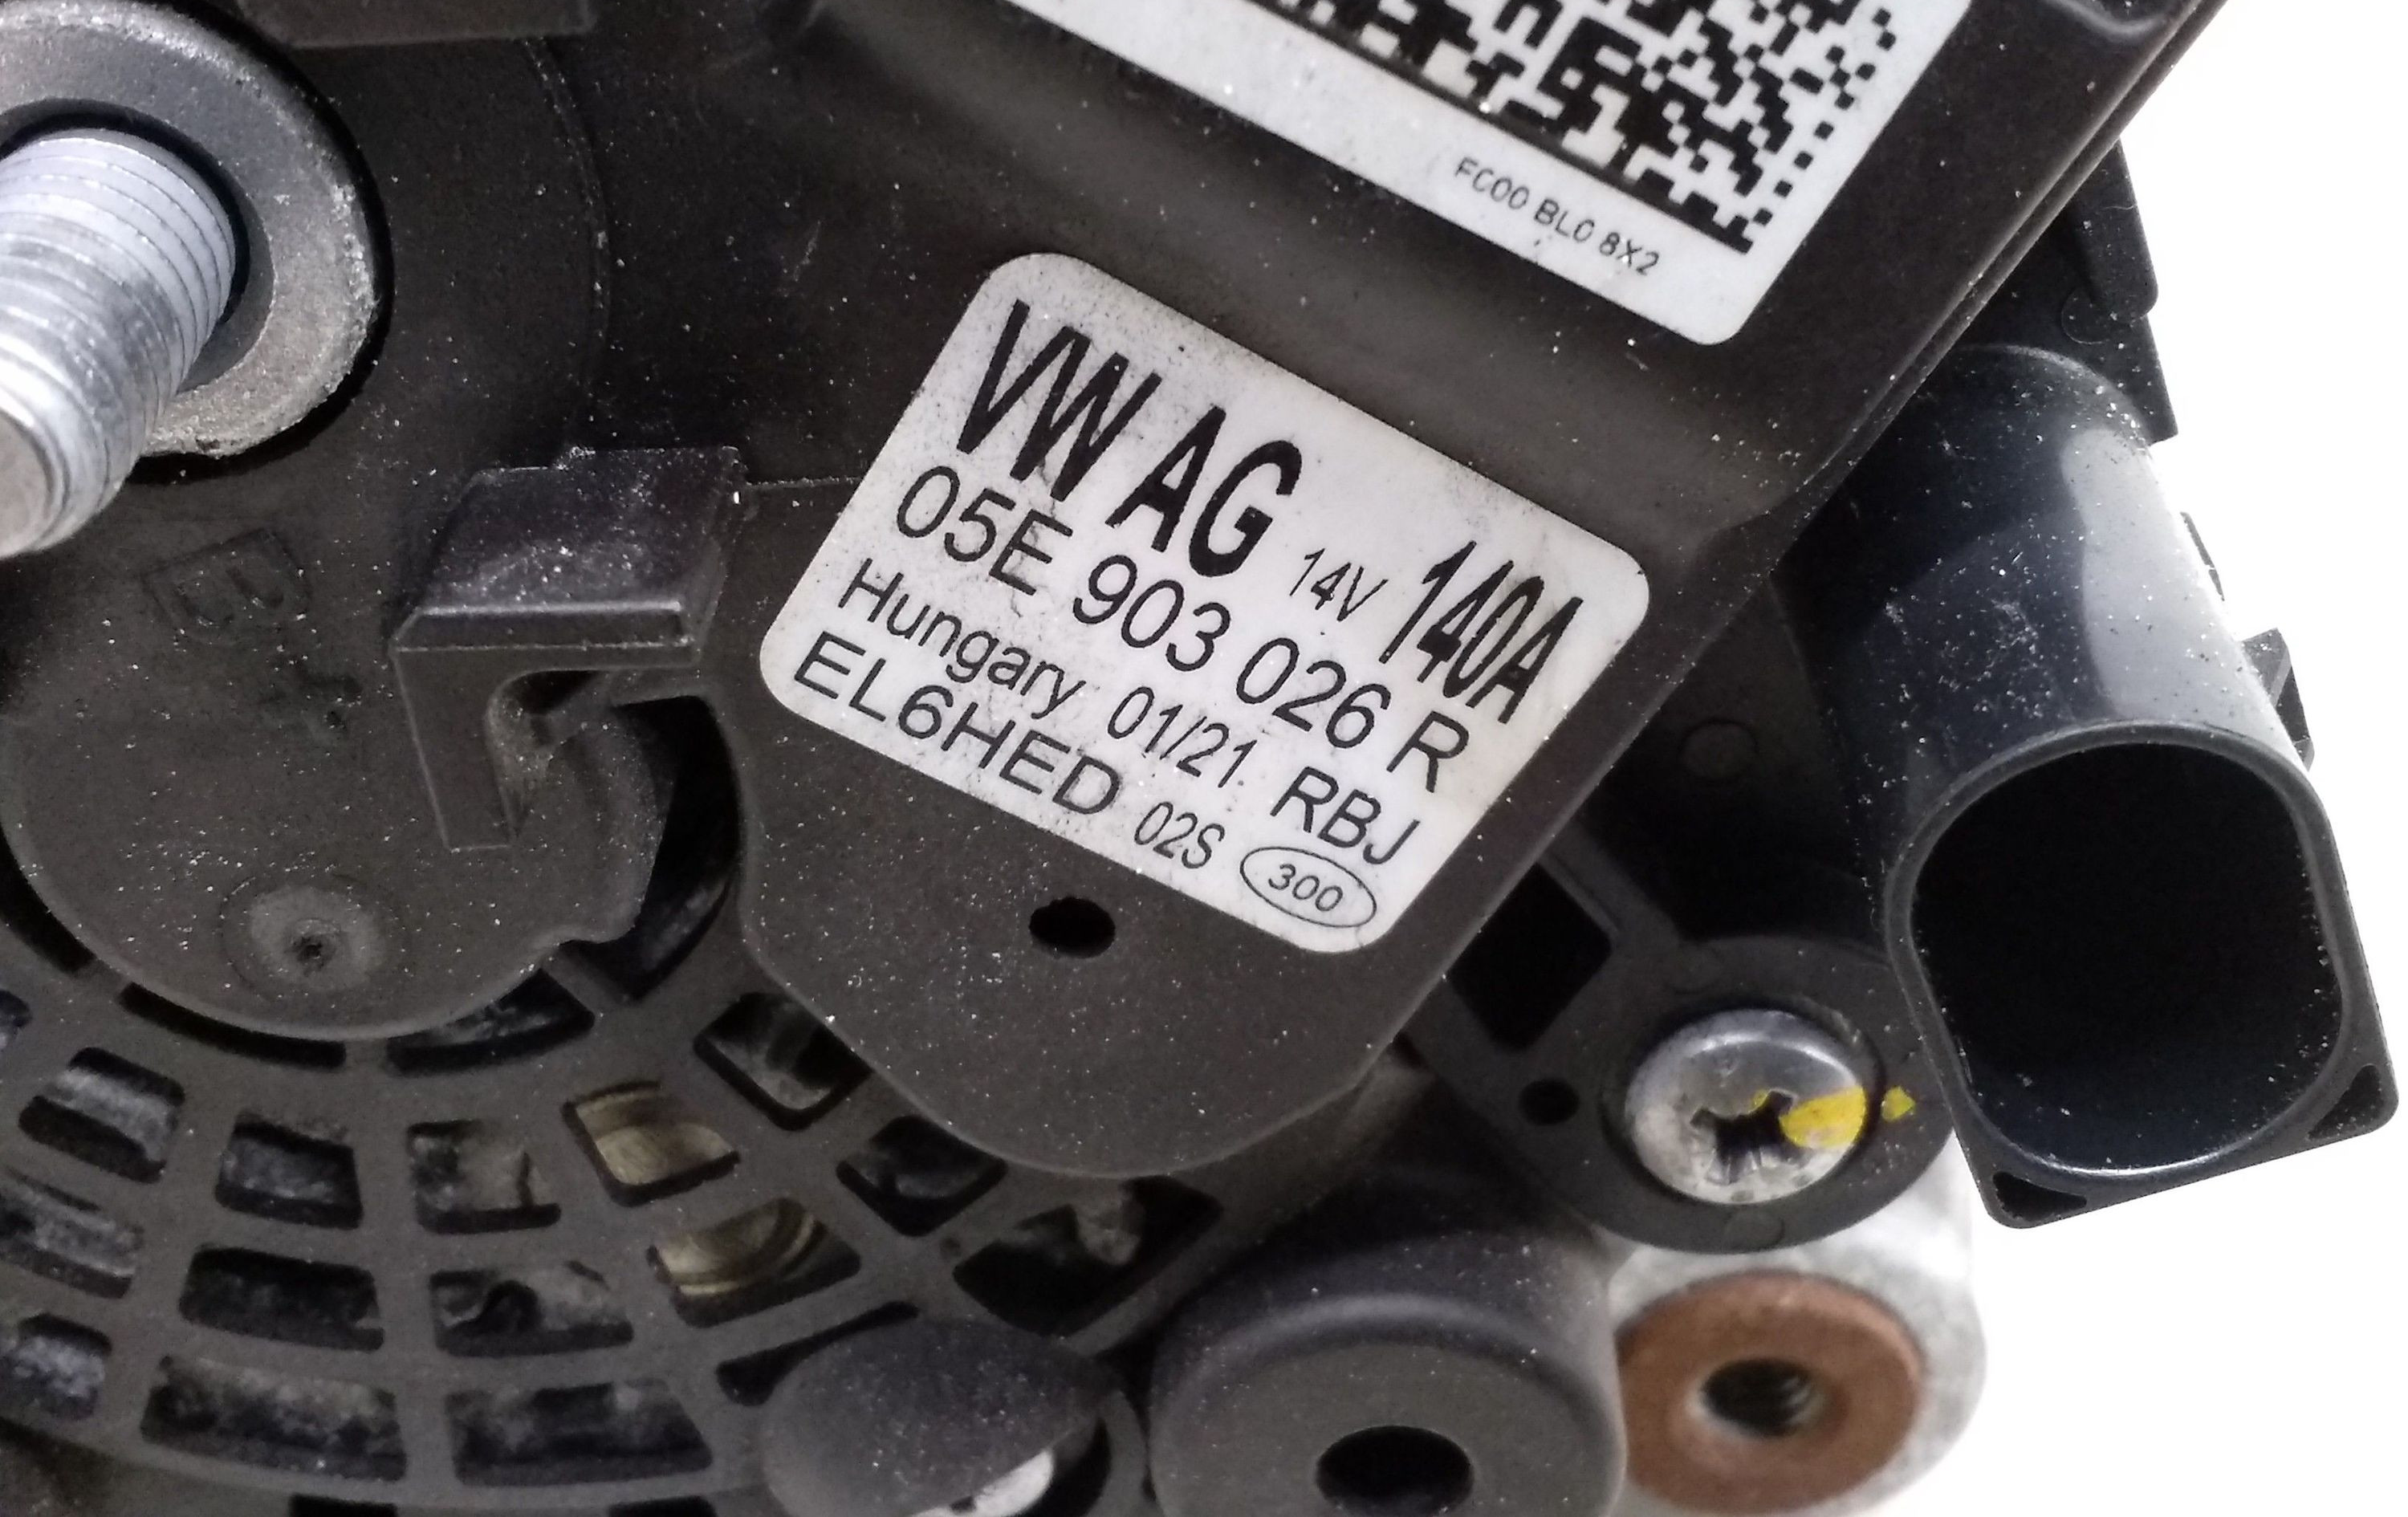 FC00 BL0 8X2
VW AG 14V 140A
05E 903 026 R
Hungary 01/21 RBJ
EL6HED 02S 300
B+